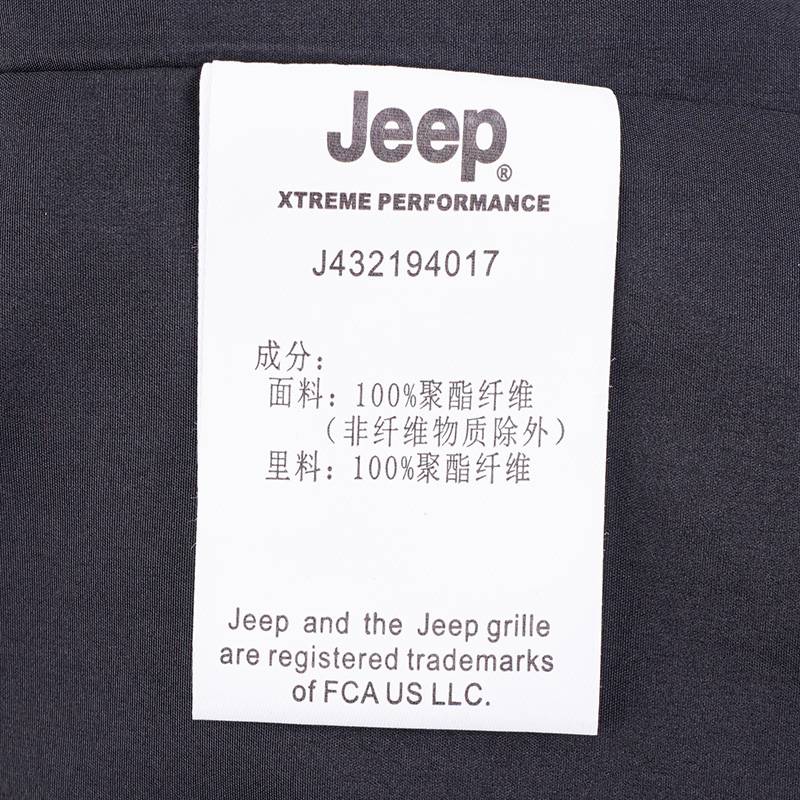 Jeep®
XTREME PERFORMANCE
J432194017
成分：
面料：100%聚酯纤维
（非纤维物质除外）
里料：100%聚酯纤维
Jeep and the Jeep grille
are registered trademarks
of FCA US LLC.